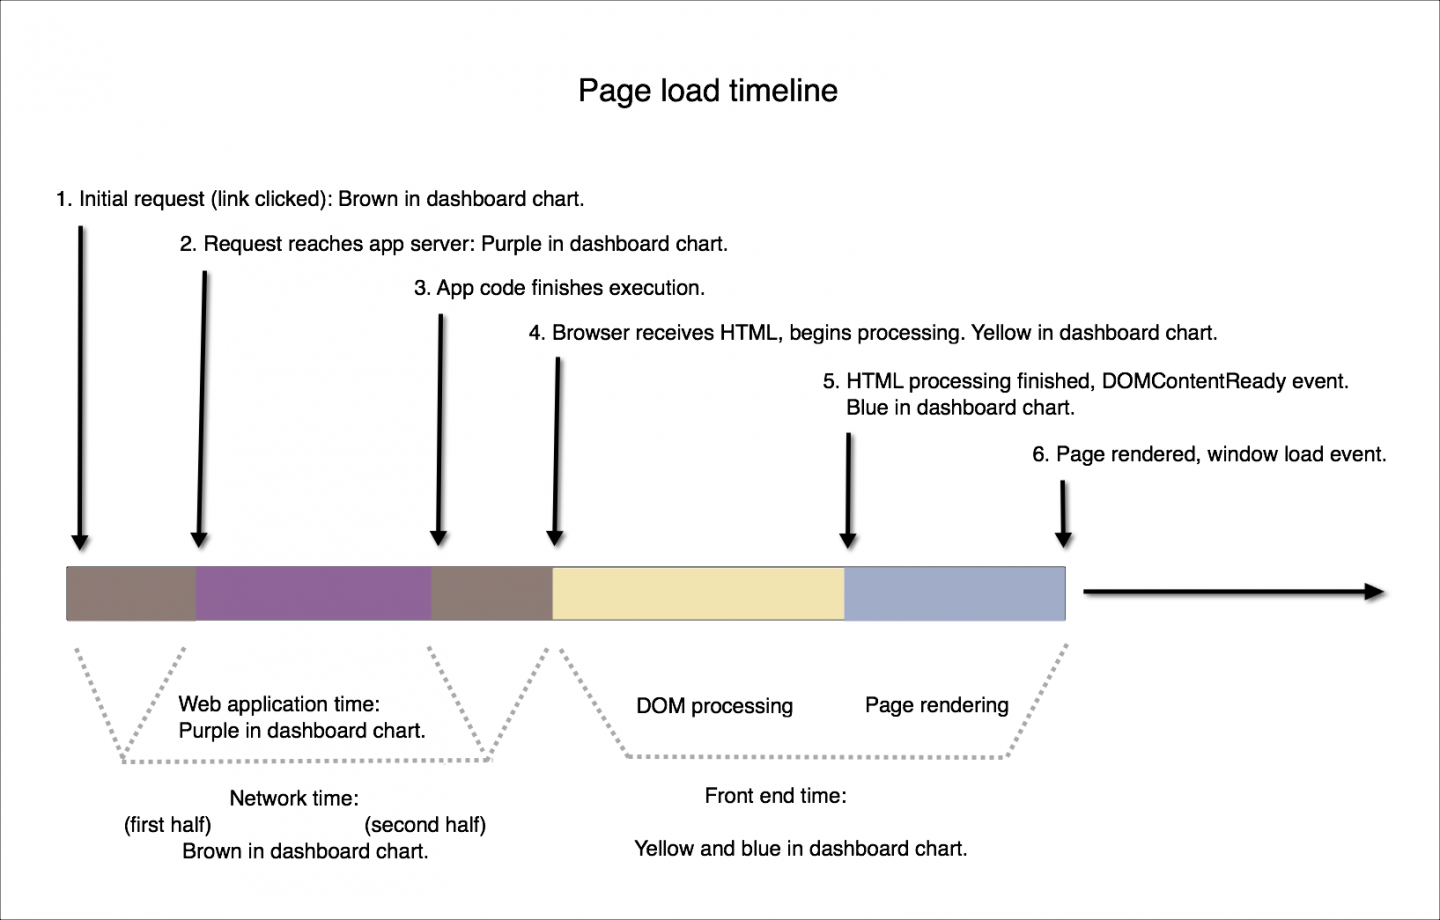 Page load timeline
1. Initial request (link clicked): Brown in dashboard chart.
2. Request reaches app server: Purple in dashboard chart.
3. App code finishes execution.
4. Browser receives HTML, begins processing. Yellow in dashboard chart.
5. HTML processing finished, DOMContentReady event.
Blue in dashboard chart.
6. Page rendered, window load event.
Web application time:
Purple in dashboard chart.
DOM processing
Page rendering
Network time:
(first half)
(second half)
Brown in dashboard chart.
Front end time:
Yellow and blue in dashboard chart.